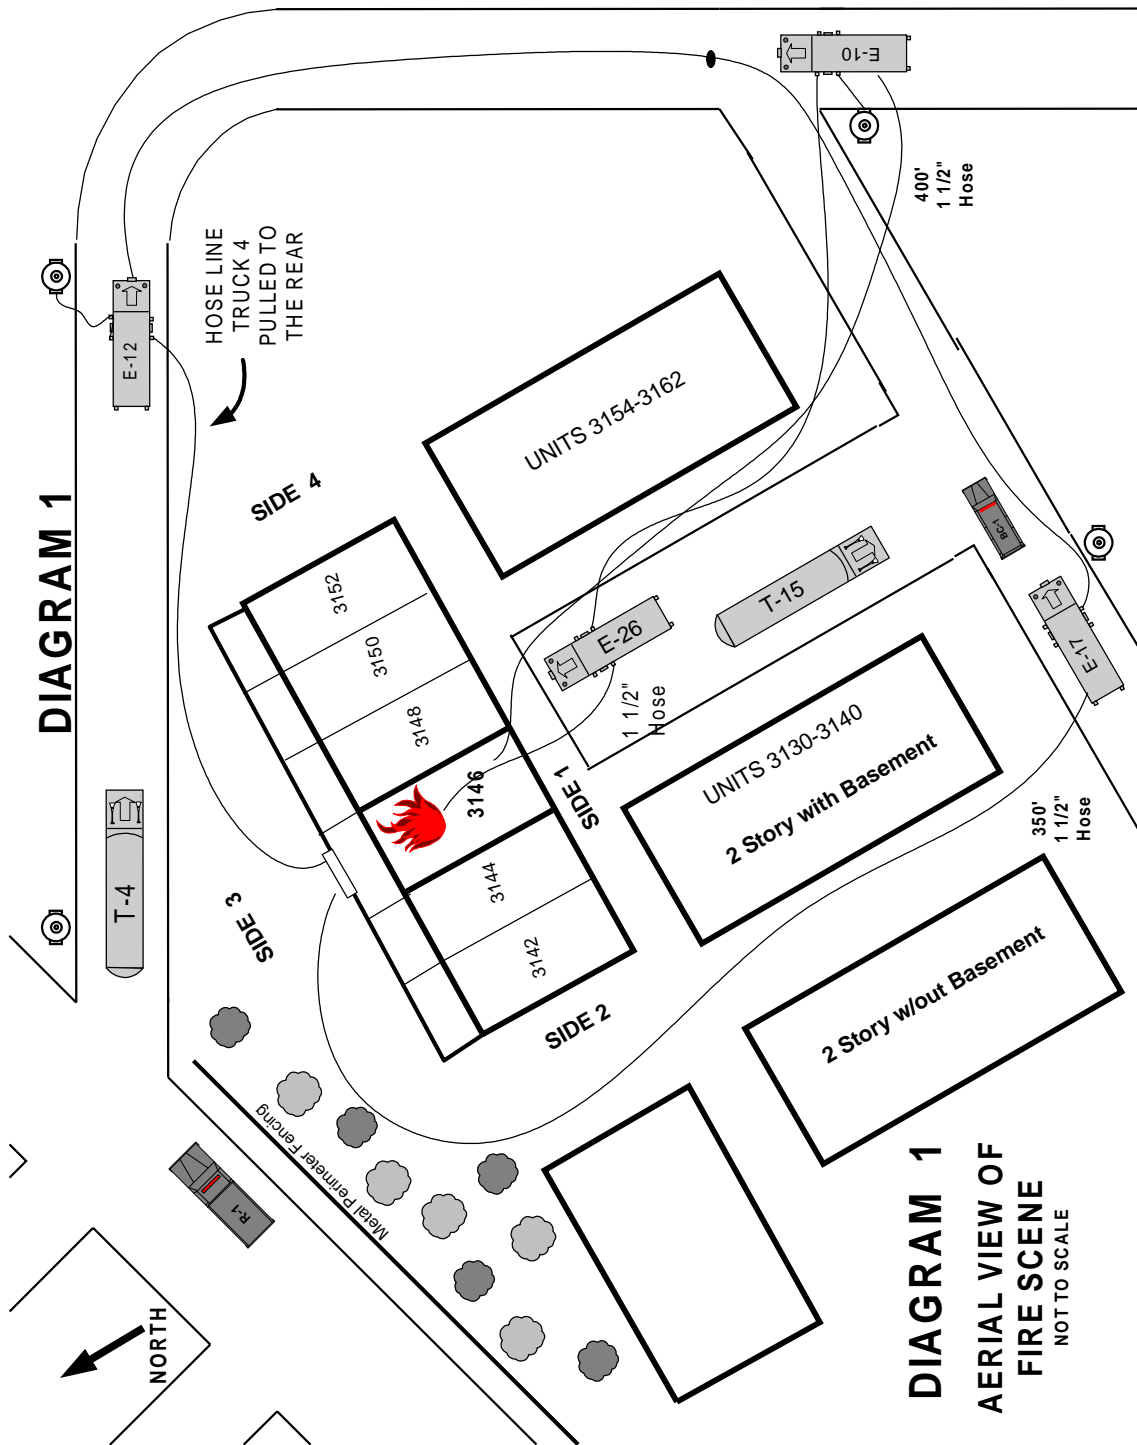 DIAGRAM 1
E-10
400'
1 1/2"
Hose
HOSE LINE
TRUCK 4
PULLED TO
THE REAR
E-12
UNITS 3154-3162
SIDE 4
3152
3150
3148
3146
3144
3142
E-26
T-15
BC-1
E-17
1 1/2"
Hose
SIDE 1
UNITS 3130-3140
2 Story with Basement
350'
1 1/2"
Hose
T-4
SIDE 3
SIDE 2
2 Story w/out Basement
Metal Perimeter Fencing
R-1
NORTH
DIAGRAM 1
AERIAL VIEW OF
FIRE SCENE
NOT TO SCALE